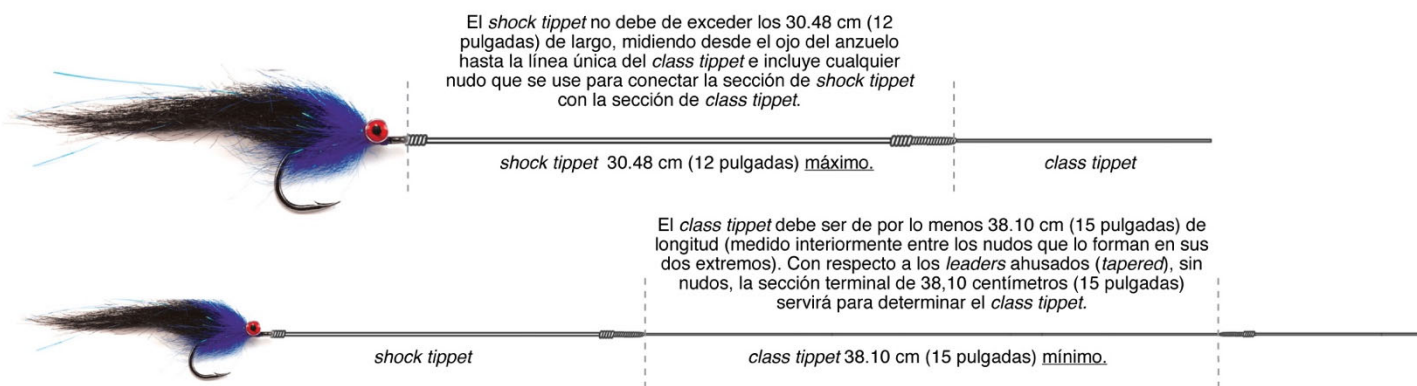 El shock tippet no debe de exceder los 30.48 cm (12
pulgadas) de largo, midiendo desde el ojo del anzuelo
hasta la línea única del class tippet e incluye cualquier
nudo que se use para conectar la sección de shock tippet
con la sección de class tippet.
shock tippet 30.48 cm (12 pulgadas) máximo.
class tippet
El class tippet debe ser de por lo menos 38.10 cm (15 pulgadas) de
longitud (medido interiormente entre los nudos que lo forman en sus
dos extremos). Con respecto a los leaders ahusados (tapered), sin
nudos, la sección terminal de 38,10 centímetros (15 pulgadas)
servirá para determinar el class tippet.
shock tippet
class tippet 38.10 cm (15 pulgadas) mínimo.